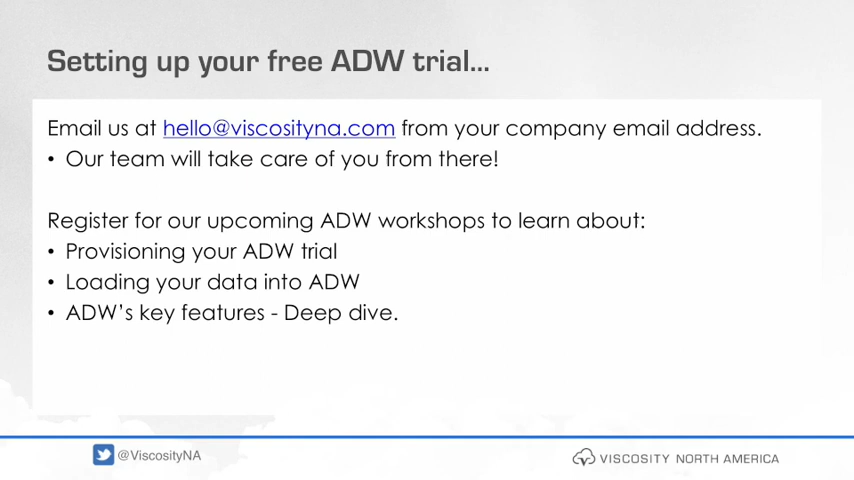 Setting up your free ADW trial...
Email us at hello@viscosityna.com from your company email address.
• Our team will take care of you from there!
Register for our upcoming ADW workshops to learn about:
• Provisioning your ADW trial
• Loading your data into ADW
• ADW's key features - Deep dive.
@ViscosityNA
VISCOSITY NORTH AMERICA